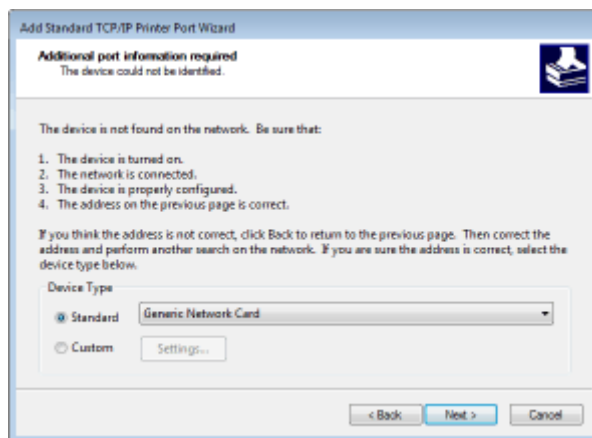 Add Standard TCP/IP Printer Port Wizard
Additional port information required
The device could not be identified.
The device is not found on the network. Be sure that:
1. The device is turned on.
2. The network is connected.
3. The device is properly configured.
4. The address on the previous page is correct.
If you think the address is not correct, click Back to return to the previous page. Then correct the
address and perform another search on the network. If you are sure the address is correct, select the
device type below.
Device Type
Standard Generic Network Card
Custom Settings...
< Back Next > Cancel